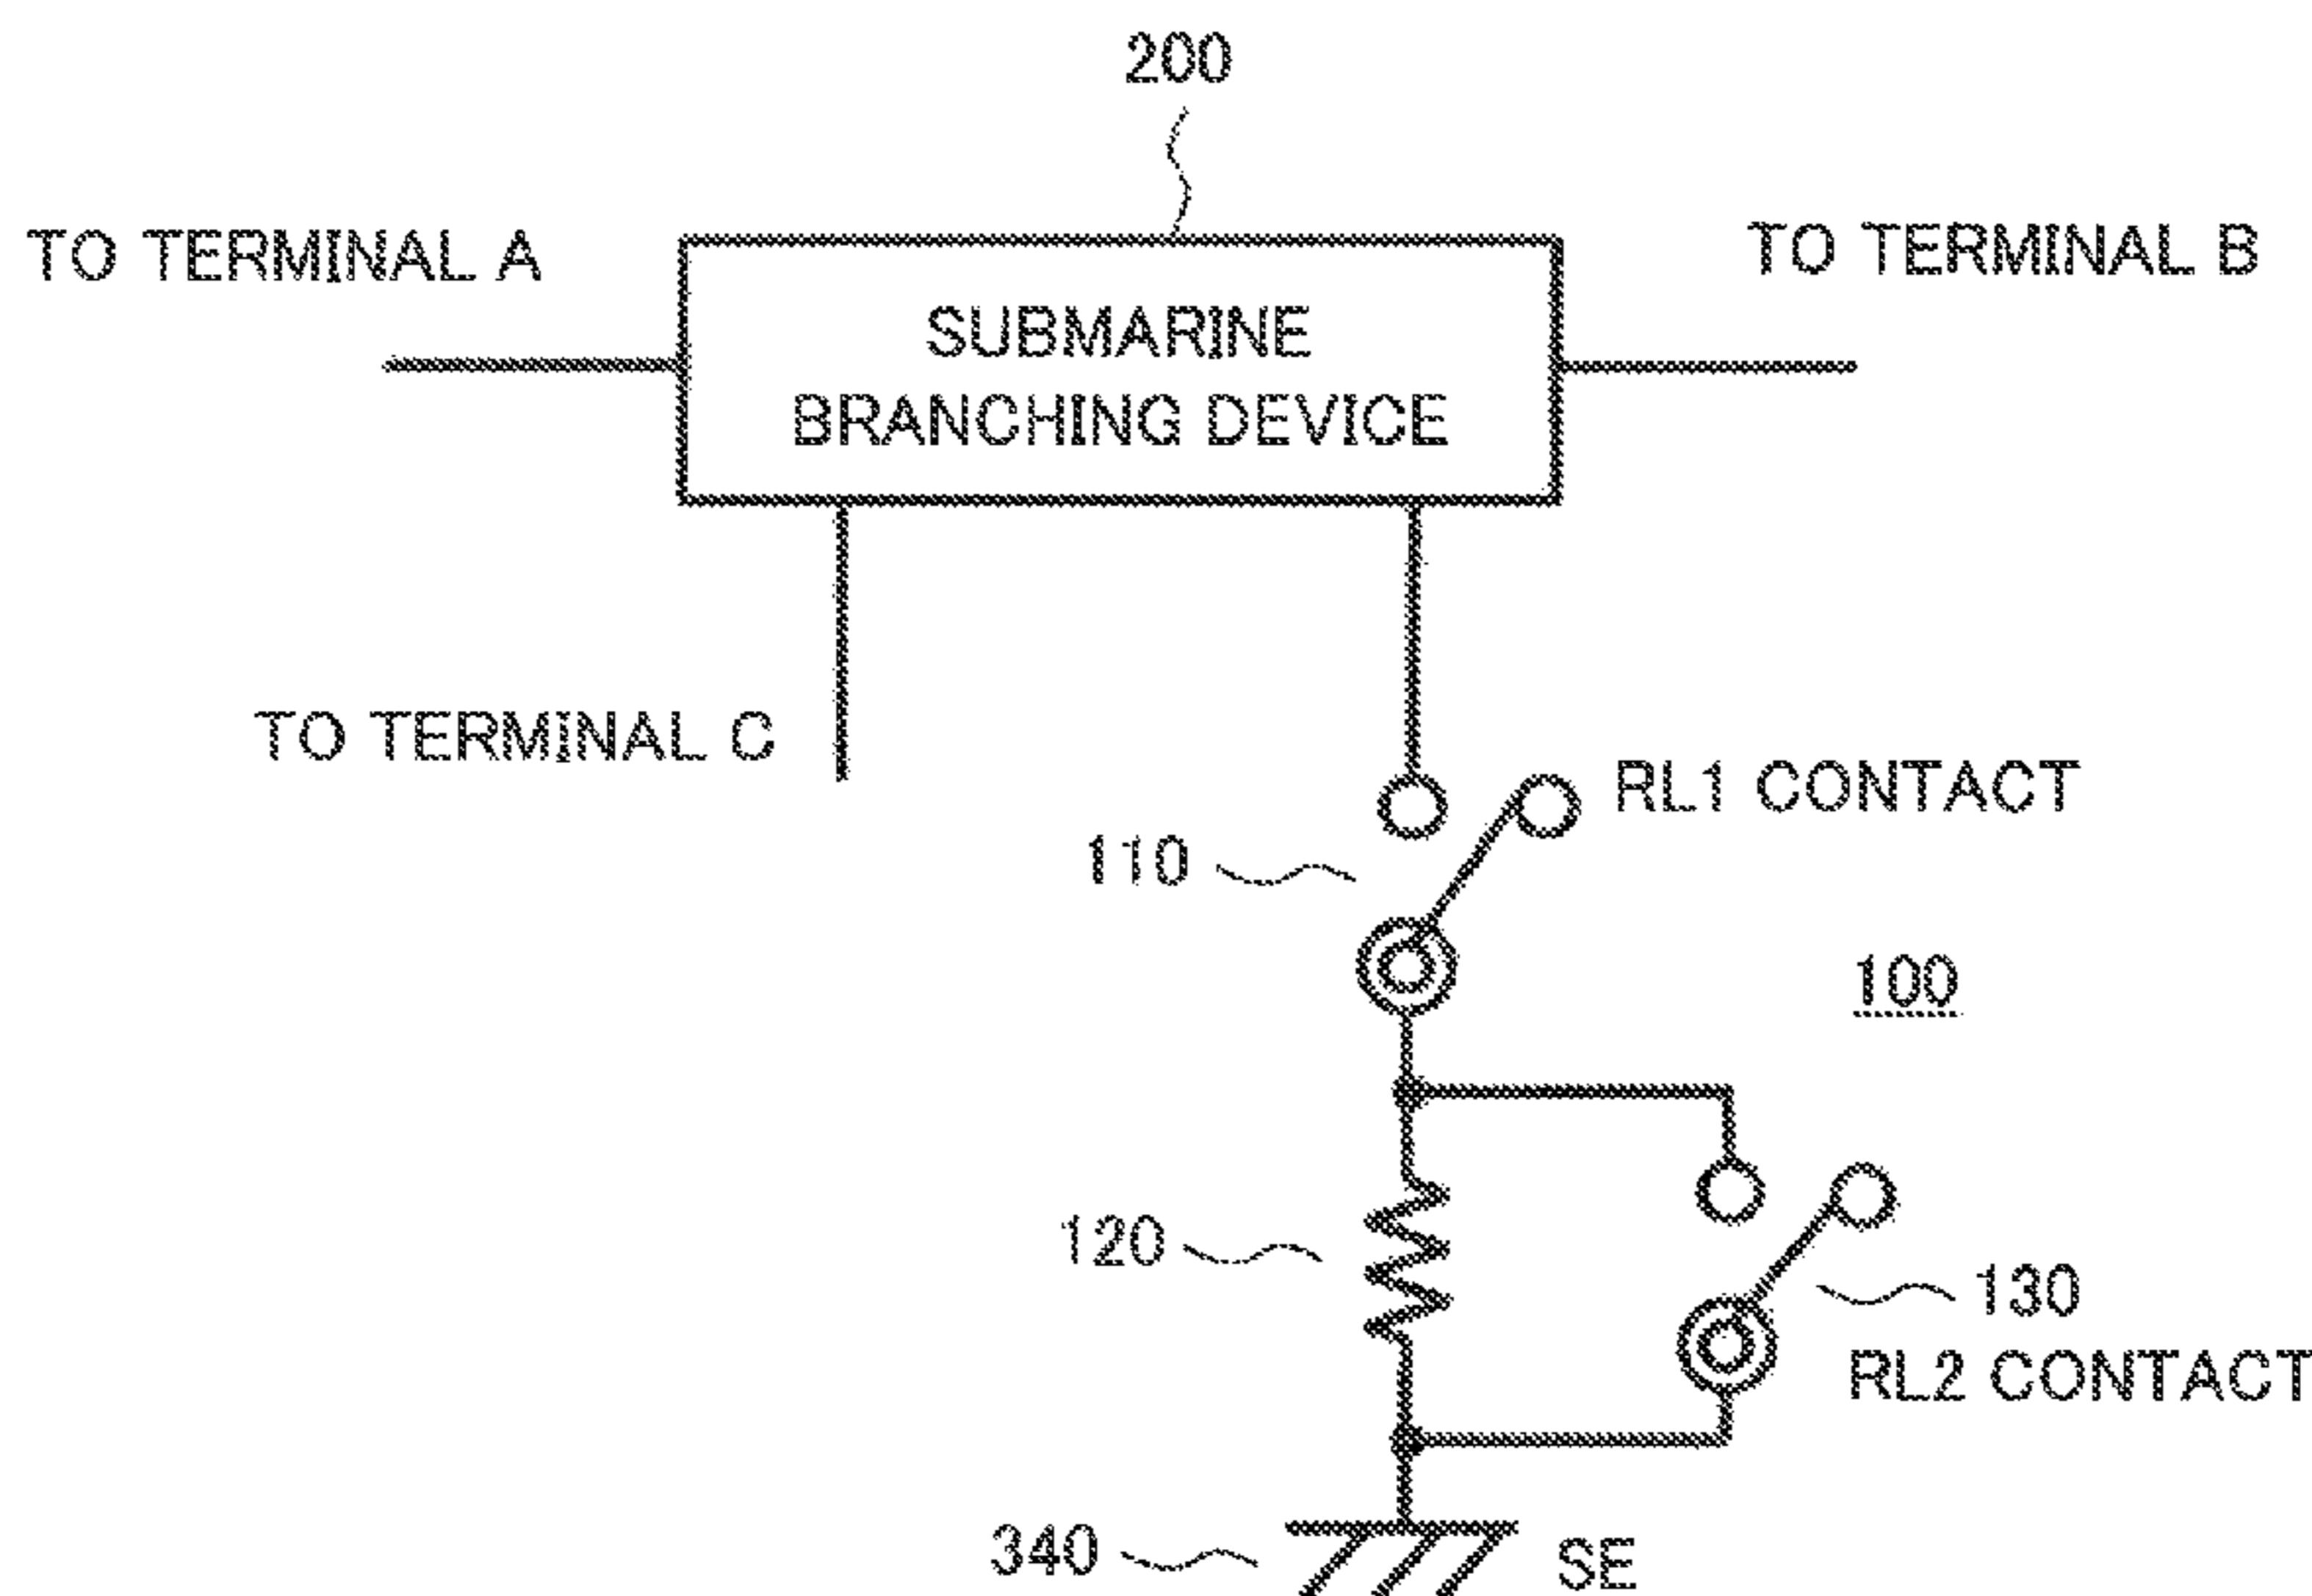 200
TO TERMINAL A
TO TERMINAL B
SUBMARINE
BRANCHING DEVICE
TO TERMINAL C
RL1 CONTACT
110
100
120
130
RL2 CONTACT
340
SE